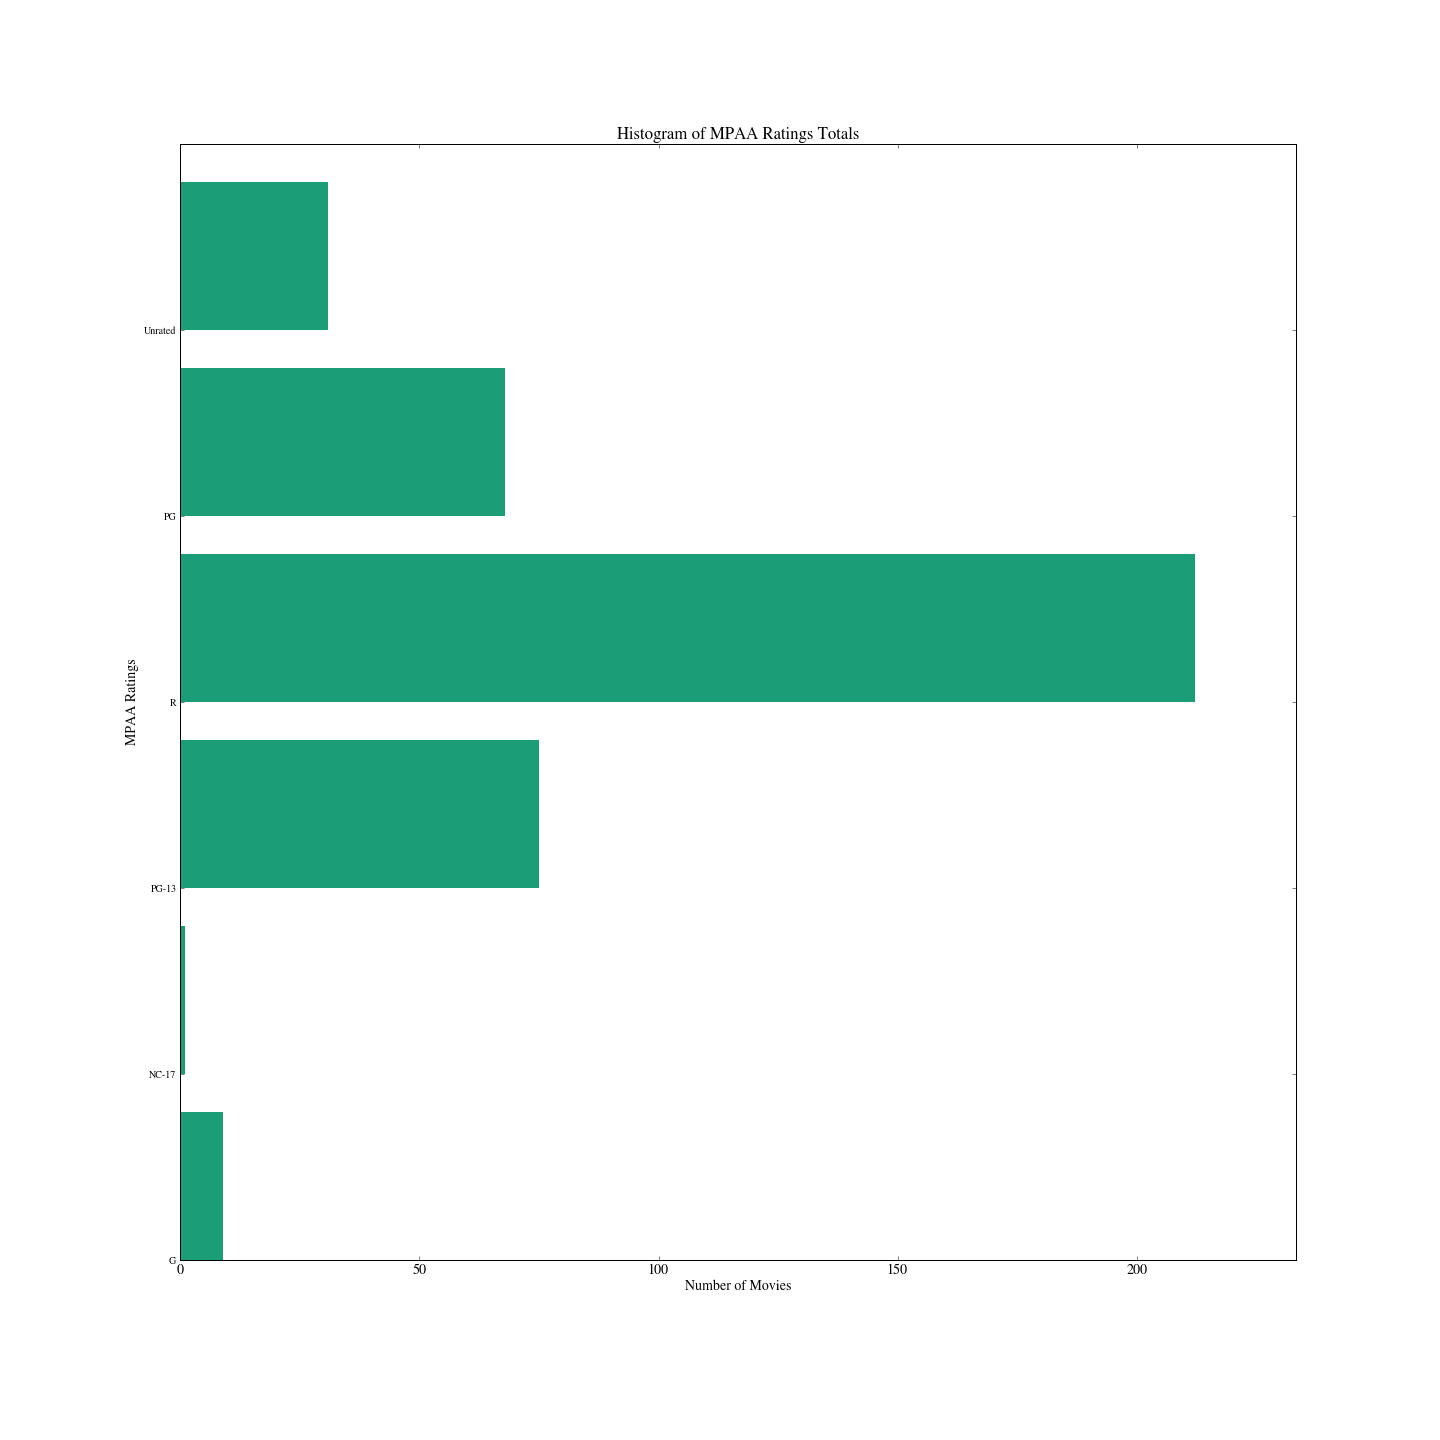 Histogram of MPAA Ratings Totals
Unrated
PG
R
MPAA Ratings
PG-13
NC-17
G
0 50 100 150 200
Number of Movies